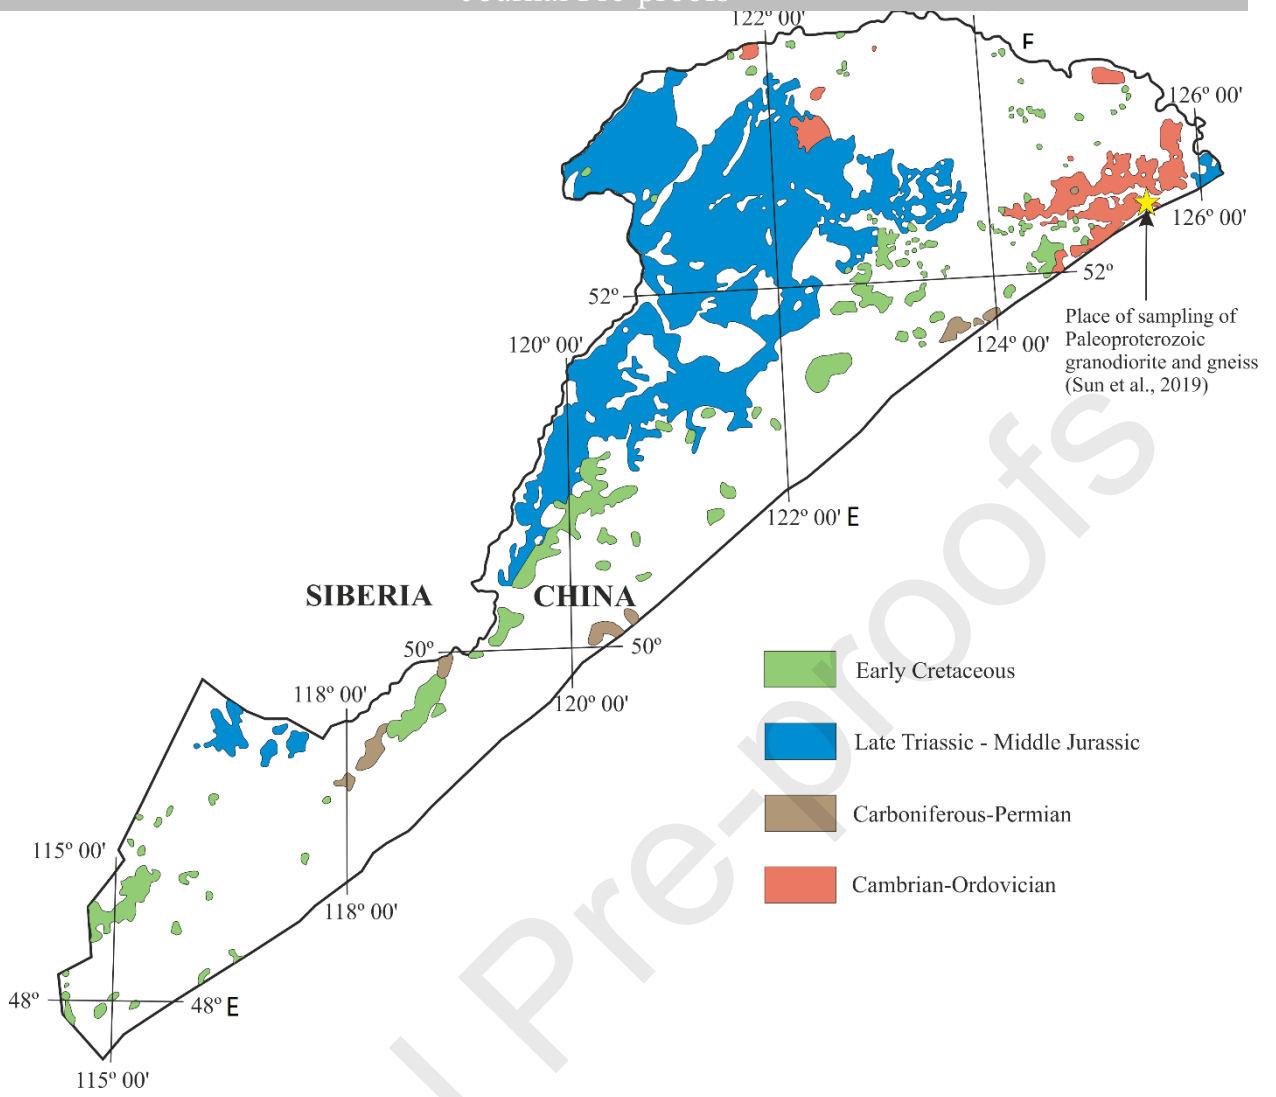 Journal Pre-proofs
122º 00'
F
126º 00'
126º 00'
52º
52º
Place of sampling of
Paleoproterozoic
granodiorite and gneiss
(Sun et al., 2019)
120º 00'
124º 00'
122º 00' E
SIBERIA
CHINA
50º
50º
118º 00'
120º 00'
Early Cretaceous
Late Triassic - Middle Jurassic
Carboniferous-Permian
Cambrian-Ordovician
115º 00'
118º 00'
48º
48º E
115º 00'
l Pre-proofs